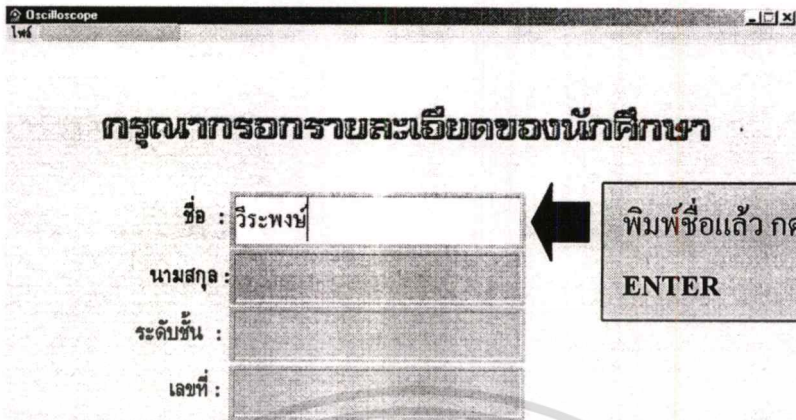 Oscilloscope
ไฟล์
กรุณากรอกรายละเอียดของนักศึกษา
ชื่อ : วีระพงษ์
พิมพ์ชื่อแล้ว กด
ENTER
นามสกุล :
ระดับชั้น :
เลขที่ :